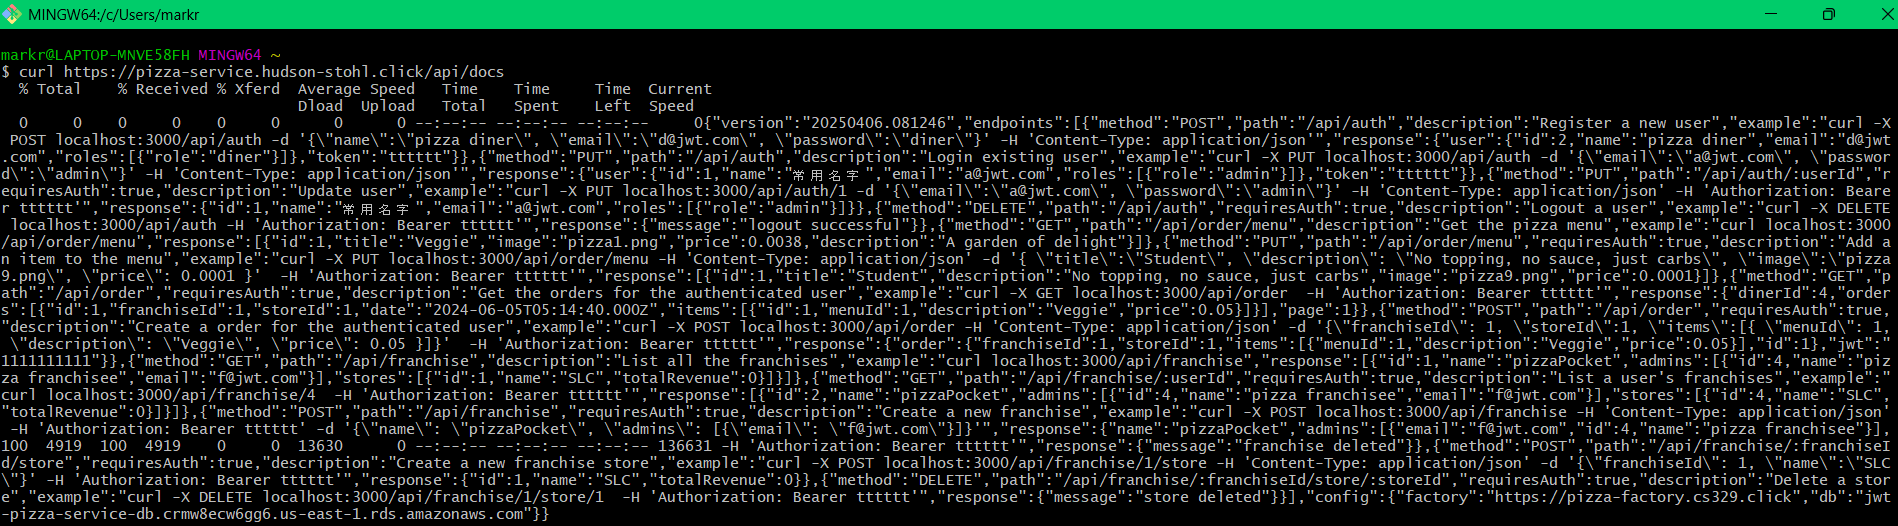 MINGW64:/c/Users/markr
markr@LAPTOP-MNVE58FH MINGW64 ~
$ curl https://pizza-service.hudson-stohl.click/api/docs
  % Total    % Received % Xferd  Average Speed   Time    Time     Time  Current
                                 Dload  Upload   Total   Spent    Left  Speed
  0     0    0     0    0     0      0      0 --:--:-- --:--:-- --:--:--     0{"version":"20250406.081246","endpoints":[{"method":"POST","path":"/api/auth","description":"Register a new user","example":"curl -X
 POST localhost:3000/api/auth -d '{\"name\":\"pizza diner\", \"email\":\"d@jwt.com\", \"password\":\"diner\"}' -H 'Content-Type: application/json'","response":{"user":{"id":2,"name":"pizza diner","email":"d@jwt
.com","roles":[{"role":"diner"}]},"token":"tttttt"}},{"method":"PUT","path":"/api/auth","description":"Login existing user","example":"curl -X PUT localhost:3000/api/auth -d '{\"email\":\"a@jwt.com\", \"passwor
d\":\"admin\"}' -H 'Content-Type: application/json'","response":{"user":{"id":1,"name":"常用名字","email":"a@jwt.com","roles":[{"role":"admin"}]},"token":"tttttt"}},{"method":"PUT","path":"/api/auth/:userId","r
equiresAuth":true,"description":"Update user","example":"curl -X PUT localhost:3000/api/auth/1 -d '{\"email\":\"a@jwt.com\", \"password\":\"admin\"}' -H 'Content-Type: application/json' -H 'Authorization: Beare
r tttttt'","response":{"id":1,"name":"常用名字","email":"a@jwt.com","roles":[{"role":"admin"}]}},{"method":"DELETE","path":"/api/auth","requiresAuth":true,"description":"Logout a user","example":"curl -X DELETE
 localhost:3000/api/auth -H 'Authorization: Bearer tttttt'","response":{"message":"logout successful"}},{"method":"GET","path":"/api/order/menu","description":"Get the pizza menu","example":"curl localhost:3000
/api/order/menu","response":[{"id":1,"title":"Veggie","image":"pizza1.png","price":0.0038,"description":"A garden of delight"}]},{"method":"PUT","path":"/api/order/menu","requiresAuth":true,"description":"Add a
n item to the menu","example":"curl -X PUT localhost:3000/api/order/menu -H 'Content-Type: application/json' -d '{ \"title\":\"Student\", \"description\": \"No topping, no sauce, just carbs\", \"image\":\"pizza
9.png\", \"price\": 0.0001 }'  -H 'Authorization: Bearer tttttt'","response":[{"id":1,"title":"Student","description":"No topping, no sauce, just carbs","image":"pizza9.png","price":0.0001}]},{"method":"GET","p
ath":"/api/order","requiresAuth":true,"description":"Get the orders for the authenticated user","example":"curl -X GET localhost:3000/api/order  -H 'Authorization: Bearer tttttt'","response":{"dinerId":4,"order
s":[{"id":1,"franchiseId":1,"storeId":1,"date":"2024-06-05T05:14:40.000Z","items":[{"id":1,"menuId":1,"description":"Veggie","price":0.05}]}],"page":1}},{"method":"POST","path":"/api/order","requiresAuth":true,
"description":"Create a order for the authenticated user","example":"curl -X POST localhost:3000/api/order -H 'Content-Type: application/json' -d '{\"franchiseId\": 1, \"storeId\":1, \"items\":[{ \"menuId\": 1,
 \"description\": \"Veggie\", \"price\": 0.05 }]}'  -H 'Authorization: Bearer tttttt'","response":{"order":{"franchiseId":1,"storeId":1,"items":[{"menuId":1,"description":"Veggie","price":0.05}],"id":1},"jwt":"
1111111111"}},{"method":"GET","path":"/api/franchise","description":"List all the franchises","example":"curl localhost:3000/api/franchise","response":[{"id":1,"name":"pizzaPocket","admins":[{"id":4,"name":"piz
za franchisee","email":"f@jwt.com"}],"stores":[{"id":1,"name":"SLC","totalRevenue":0}]}]},{"method":"GET","path":"/api/franchise/:userId","requiresAuth":true,"description":"List a user's franchises","example":"
curl localhost:3000/api/franchise/4  -H 'Authorization: Bearer tttttt'","response":[{"id":2,"name":"pizzaPocket","admins":[{"id":4,"name":"pizza franchisee","email":"f@jwt.com"}],"stores":[{"id":4,"name":"SLC",
"totalRevenue":0}]}]},{"method":"POST","path":"/api/franchise","requiresAuth":true,"description":"Create a new franchise","example":"curl -X POST localhost:3000/api/franchise -H 'Content-Type: application/json'
 -H 'Authorization: Bearer tttttt' -d '{\"name\": \"pizzaPocket\", \"admins\": [{\"email\": \"f@jwt.com\"}]}'","response":{"name":"pizzaPocket","admins":[{"email":"f@jwt.com","id":4,"name":"pizza franchisee"}],
100  4919  100  4919    0     0  13630      0 --:--:-- --:--:-- --:--:-- 136631 -H 'Authorization: Bearer tttttt'","response":{"message":"franchise deleted"}},{"method":"POST","path":"/api/franchise/:franchiseI
d/store","requiresAuth":true,"description":"Create a new franchise store","example":"curl -X POST localhost:3000/api/franchise/1/store -H 'Content-Type: application/json' -d '{\"franchiseId\": 1, \"name\":\"SLC
\"}' -H 'Authorization: Bearer tttttt'","response":{"id":1,"name":"SLC","totalRevenue":0}},{"method":"DELETE","path":"/api/franchise/:franchiseId/store/:storeId","requiresAuth":true,"description":"Delete a stor
e","example":"curl -X DELETE localhost:3000/api/franchise/1/store/1  -H 'Authorization: Bearer tttttt'","response":{"message":"store deleted"}}],"config":{"factory":"https://pizza-factory.cs329.click","db":"jwt
-pizza-service-db.crmw8ecw6gg6.us-east-1.rds.amazonaws.com"}}